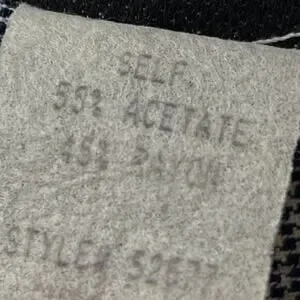 SELF
55% ACETATE
45% RAYON
STYLE#